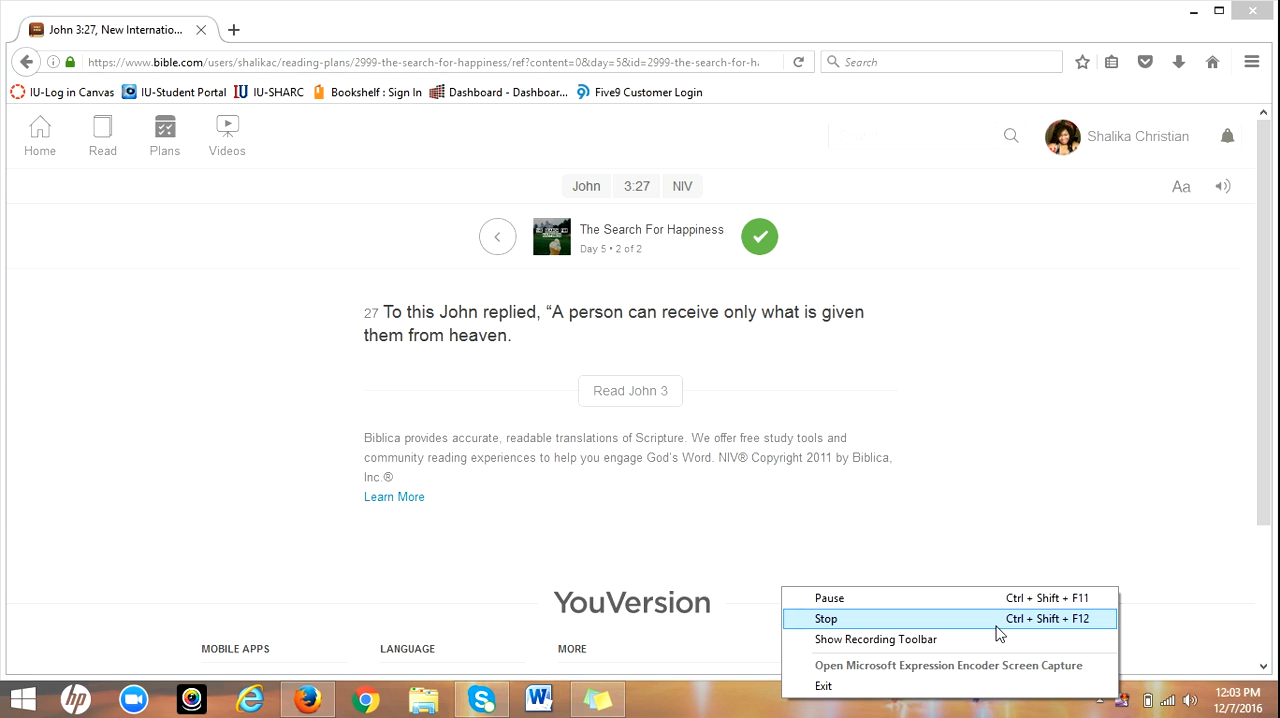 John 3:27, New Internatio...
https://www.bible.com/users/shalikac/reading-plans/2999-the-search-for-happiness/ref?content=0&day=5&id=2999-the-search-for-h
Search
IU-Log in Canvas
IU-Student Portal
IU-SHARC
Bookshelf : Sign In
Dashboard - Dashboar...
Five9 Customer Login
Home
Read
Plans
Videos
Shalika Christian
John
3:27
NIV
Aa
The Search For Happiness
Day 5 • 2 of 2
27 To this John replied, “A person can receive only what is given
them from heaven.
Read John 3
Biblica provides accurate, readable translations of Scripture. We offer free study tools and
community reading experiences to help you engage God's Word. NIV® Copyright 2011 by Biblica,
Inc.®
Learn More
YouVersion
MOBILE APPS
LANGUAGE
MORE
Pause Ctrl + Shift + F11
Stop Ctrl + Shift + F12
Show Recording Toolbar
Open Microsoft Expression Encoder Screen Capture
Exit
12:03 PM
12/7/2016